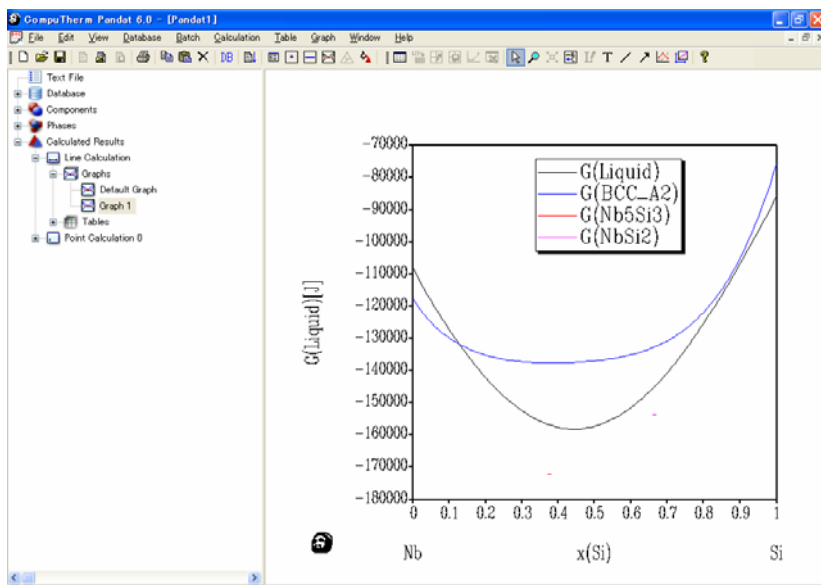 CompuTherm Pandat 6.0 - [Pandat1]
File Edit View Database Batch Calculation Table Graph Window Help
DB
Text File
Database
Components
Phases
Calculated Results
Line Calculation
Graphs
Default Graph
Graph 1
Tables
Point Calculation 0
G(Liquid)
G(BCC_A2)
G(Nb5Si3)
G(NbSi2)
G(Liquid)[J]
-70000
-80000
-90000
-100000
-110000
-120000
-130000
-140000
-150000
-160000
-170000
-180000
0 0.1 0.2 0.3 0.4 0.5 0.6 0.7 0.8 0.9 1
Nb x(Si) Si